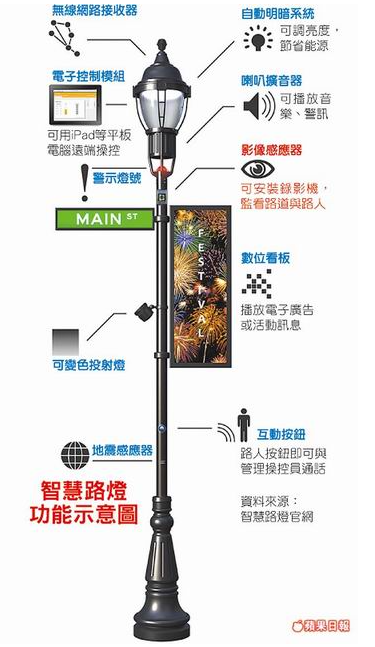 無線網路接收器
自動明暗系統
可調亮度，
節省能源
電子控制模組
可用iPad等平板
電腦遠端操控
喇叭擴音器
可播放音
樂、警訊
影像感應器
可安裝錄影機，
監看路道與路人
警示燈號
MAIN ST
FESTIVAL
數位看板
播放電子廣告
或活動訊息
可變色投射燈
互動按鈕
路人按鈕即可與
管理操控員通話
地震感應器
智慧路燈
功能示意圖
資料來源：
智慧路燈官網
蘋果日報